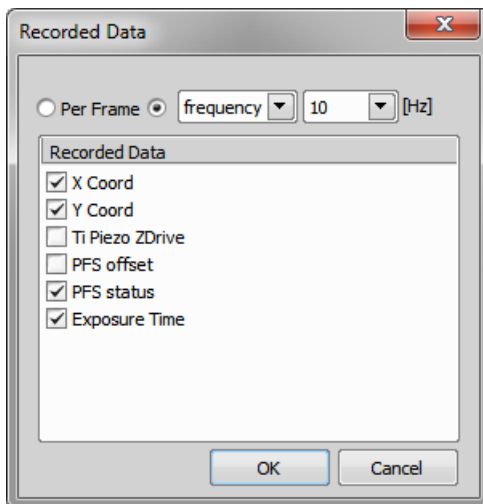 Recorded Data
Per Frame frequency 10 [Hz]
Recorded Data
X Coord
Y Coord
Ti Piezo ZDrive
PFS offset
PFS status
Exposure Time
OK Cancel